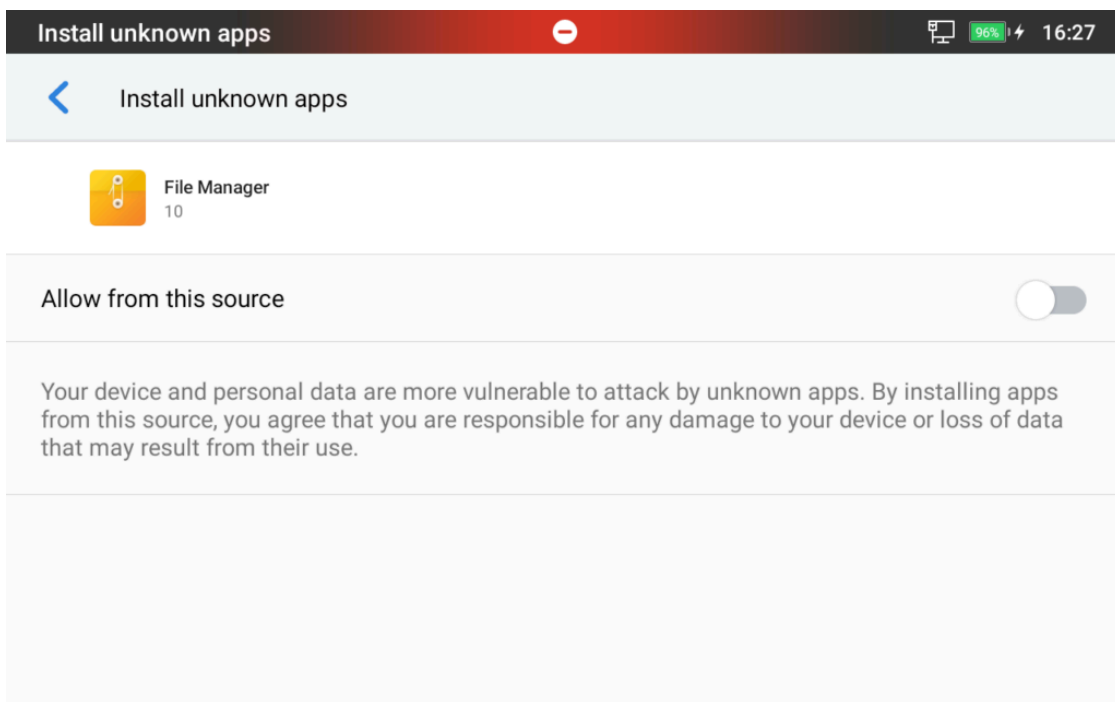 Install unknown apps
96% 16:27
Install unknown apps
File Manager
10
Allow from this source
Your device and personal data are more vulnerable to attack by unknown apps. By installing apps
from this source, you agree that you are responsible for any damage to your device or loss of data
that may result from their use.